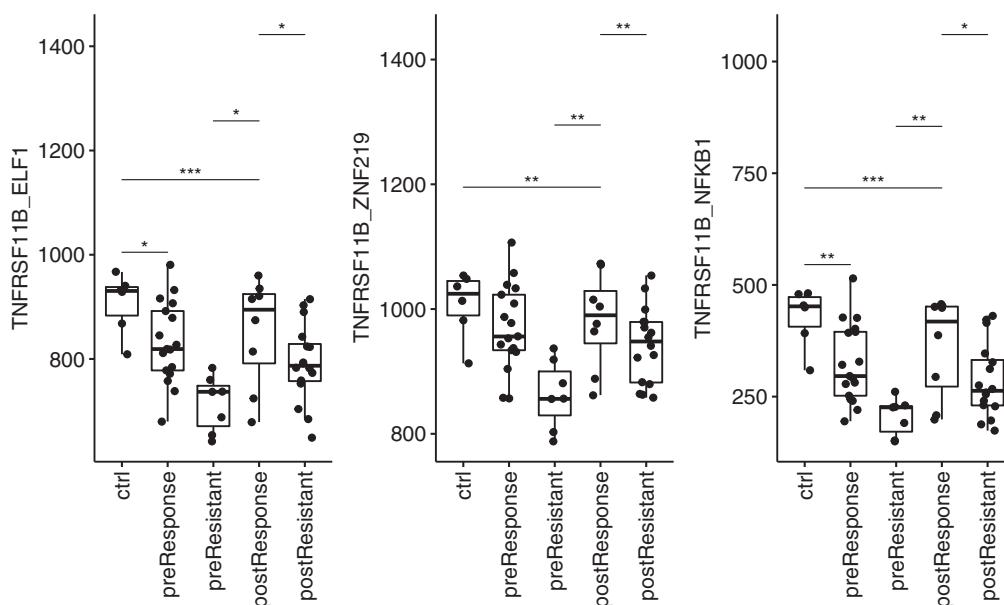 TNFRSF11B_ELF1
1400
1200
1000
800
*
***
*
*
ctrl
preResponse
preResistant
postResponse
postResistant
TNFRSF11B_ZNF219
1400
1200
1000
800
**
**
**
ctrl
preResponse
preResistant
postResponse
postResistant
TNFRSF11B_NFKB1
1000
750
500
250
*
**
***
**
ctrl
preResponse
preResistant
postResponse
postResistant